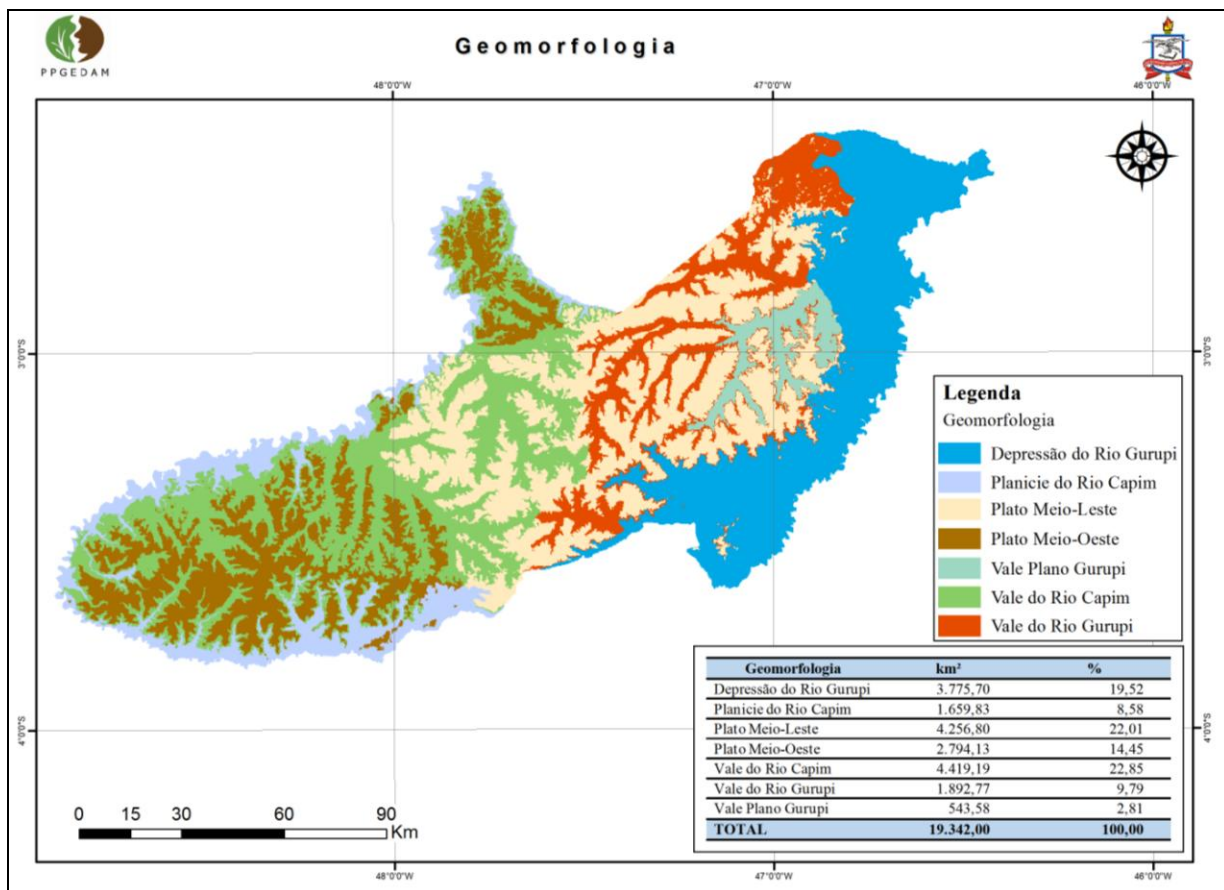 Geomorfologia
PPGEDAM
48°0'0"W 47°0'0"W 46°0'0"W
3°0'0"S 3°0'0"S
Legenda
Geomorfologia
Depressão do Rio Gurupi
Planicie do Rio Capim
Plato Meio-Leste
Plato Meio-Oeste
Vale Plano Gurupi
Vale do Rio Capim
Vale do Rio Gurupi
Geomorfologia km² %
Depressão do Rio Gurupi 3.775,70 19,52
Planicie do Rio Capim 1.659,83 8,58
Plato Meio-Leste 4.256,80 22,01
Plato Meio-Oeste 2.794,13 14,45
Vale do Rio Capim 4.419,19 22,85
Vale do Rio Gurupi 1.892,77 9,79
Vale Plano Gurupi 543,58 2,81
TOTAL 19.342,00 100,00
4°0'0"S 4°0'0"S
0 15 30 60 90
Km
48°0'0"W 47°0'0"W 46°0'0"W